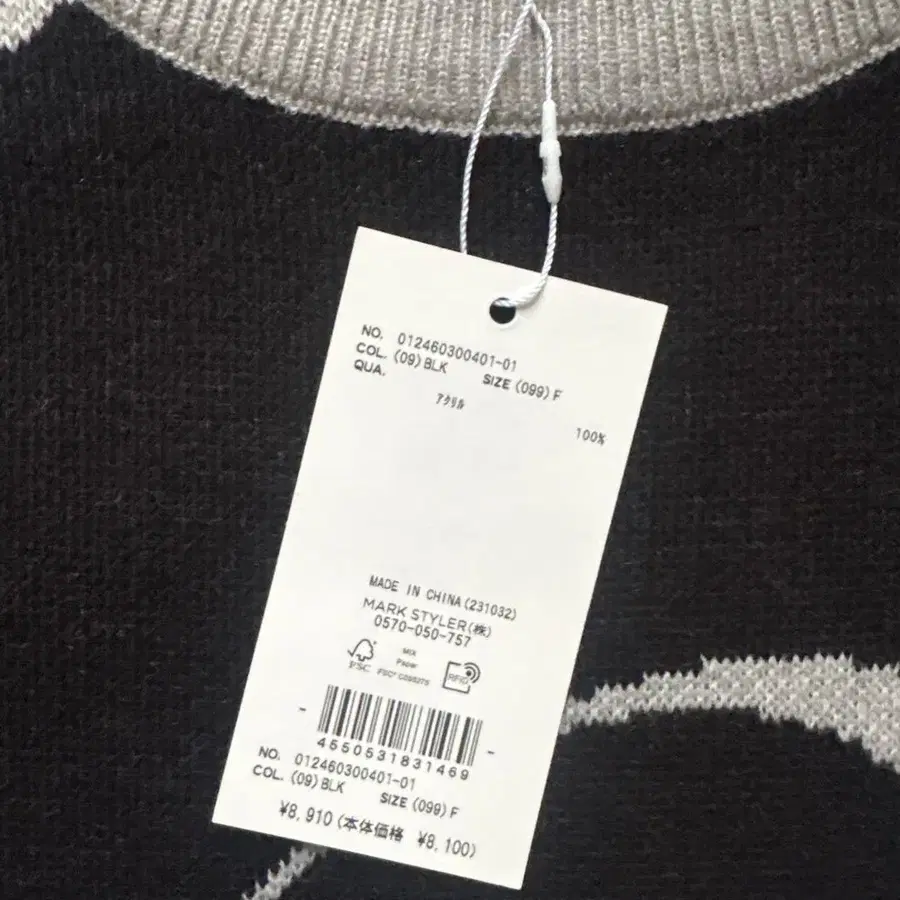 NO. 012460300401-01
COL. (09) BLK SIZE (099) F
QUA.
アクリル
100%
MADE IN CHINA (231032)
MARK STYLER(株)
0570-050-757
FSC
MIX
Paper
FSC®
RFID
4550531831469
NO. 012460300401-01
COL. (09) BLK SIZE (099) F
¥8,910 (本体価格 ¥8,100)